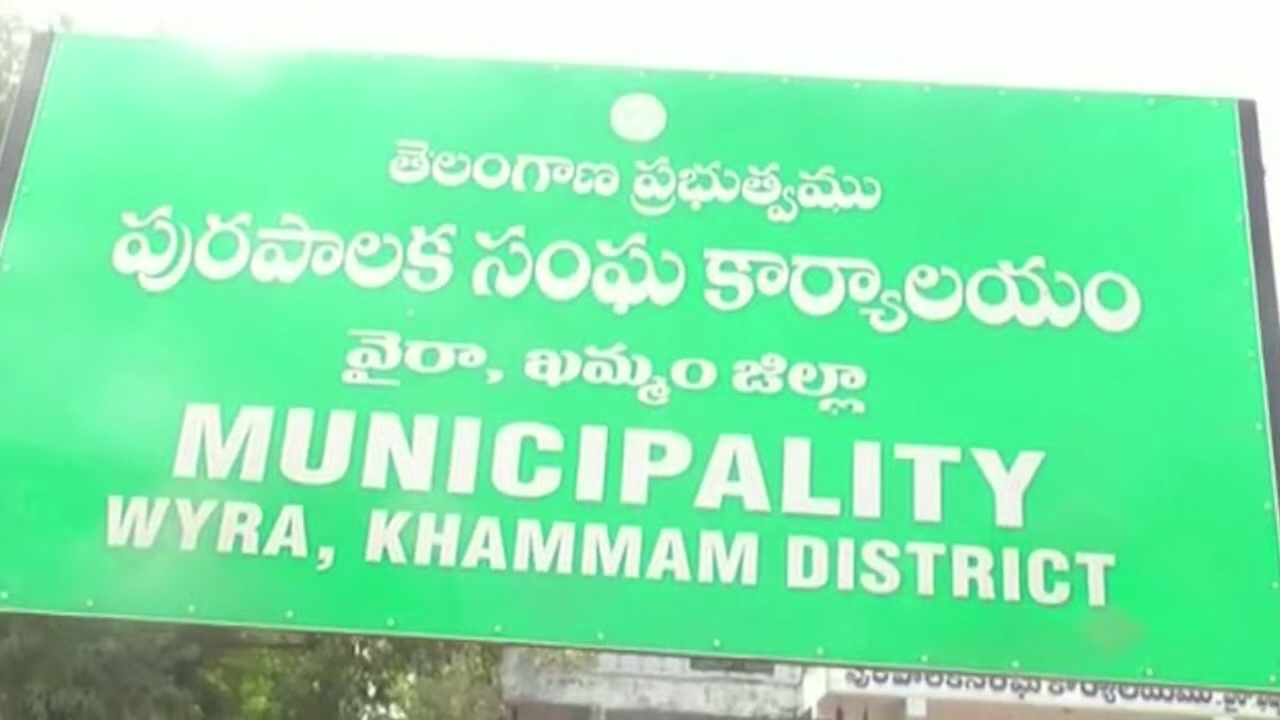 తెలంగాణ ప్రభుత్వము
పురపాలక సంఘ కార్యాలయం
వైరా, ఖమ్మం జిల్లా
MUNICIPALITY
WYRA, KHAMMAM DISTRICT